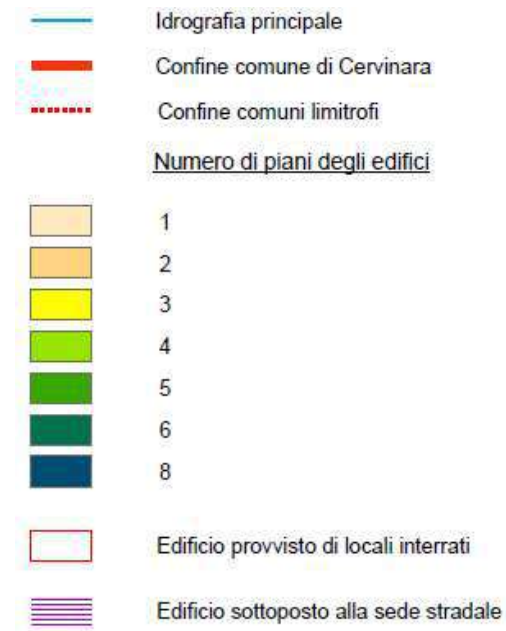 Idrografia principale
Confine comune di Cervinara
Confine comuni limitrofi
Numero di piani degli edifici
1
2
3
4
5
6
8
Edificio provvisto di locali interrati
Edificio sottoposto alla sede stradale